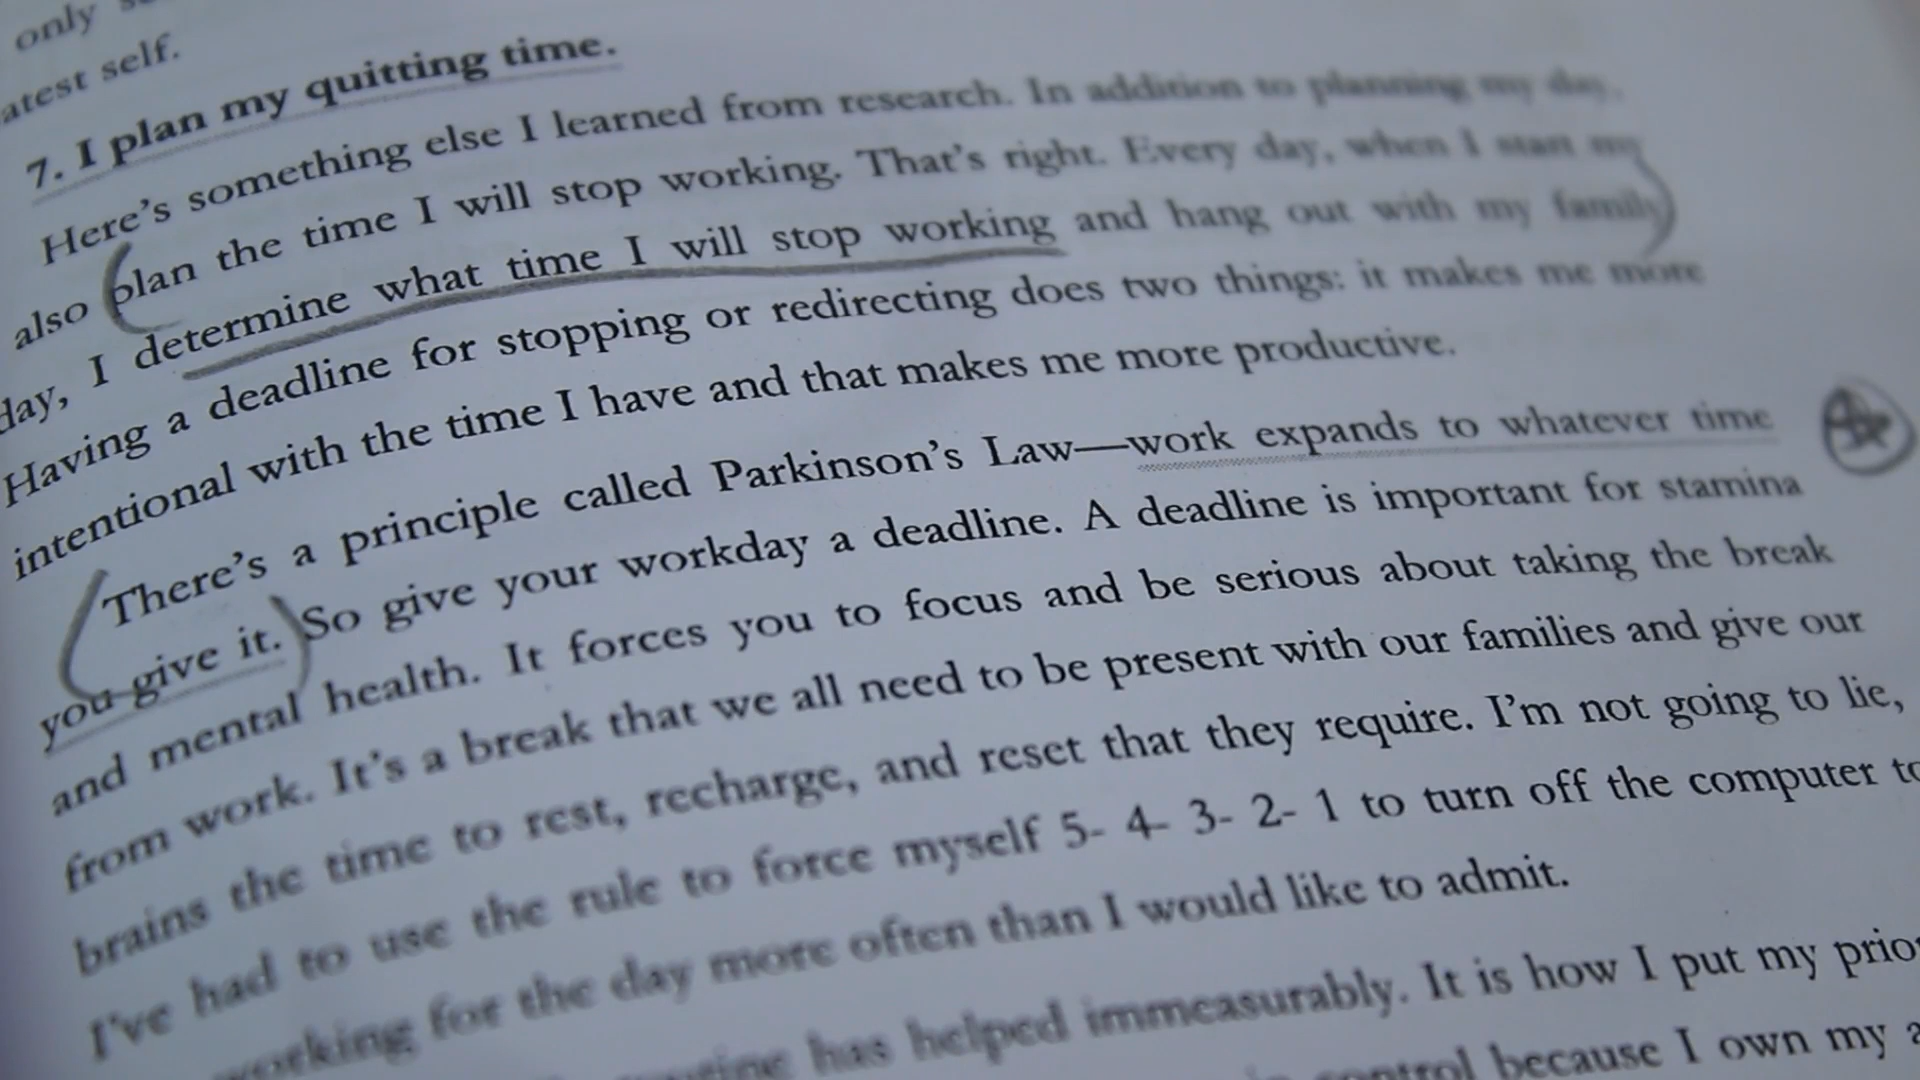 only
atest self.
7. I plan my quitting time.
Here's something else I learned from research. In addition to planning my day,
also plan the time I will stop working. That's right. Every day, when I start my
day, I determine what time I will stop working and hang out with my family
Having a deadline for stopping or redirecting does two things: it makes me more
intentional with the time I have and that makes me more productive.
There's a principle called Parkinson's Law—work expands to whatever time
you give it. So give your workday a deadline. A deadline is important for stamina
and mental health. It forces you to focus and be serious about taking the break
from work. It's a break that we all need to be present with our families and give our
brains the time to rest, recharge, and reset that they require. I'm not going to lie,
I've had to use the rule to force myself 5- 4- 3- 2- 1 to turn off the computer to
working for the day more often than I would like to admit.
has helped immeasurably. It is how I put my
control because I own my